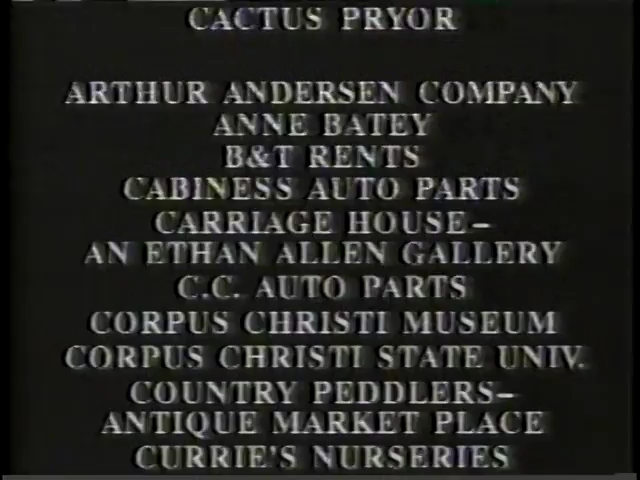 CACTUS PRYOR
ARTHUR ANDERSEN COMPANY
ANNE BATEY
B&T RENTS
CABINESS AUTO PARTS
CARRIAGE HOUSE–
AN ETHAN ALLEN GALLERY
C.C. AUTO PARTS
CORPUS CHRISTI MUSEUM
CORPUS CHRISTI STATE UNIV.
COUNTRY PEDDLERS–
ANTIQUE MARKET PLACE
CURRIE'S NURSERIES